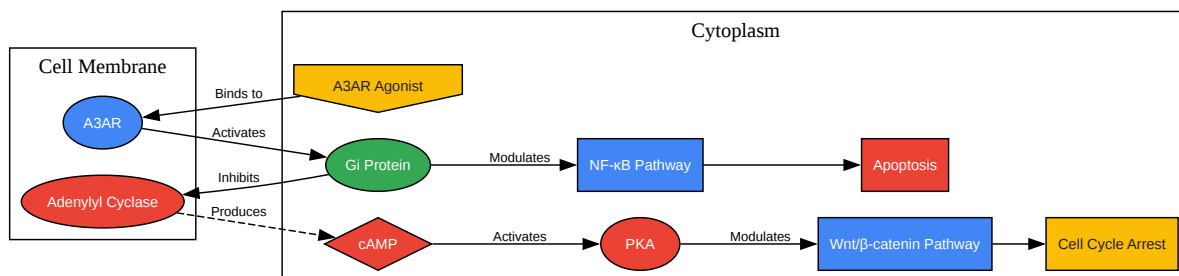 Cytoplasm
Cell Membrane
A3AR Agonist
Binds to
A3AR
Activates
Gi Protein
Modulates
NF-κB Pathway
Apoptosis
Inhibits
Adenylyl Cyclase
Produces
cAMP
Activates
PKA
Modulates
Wnt/β-catenin Pathway
Cell Cycle Arrest